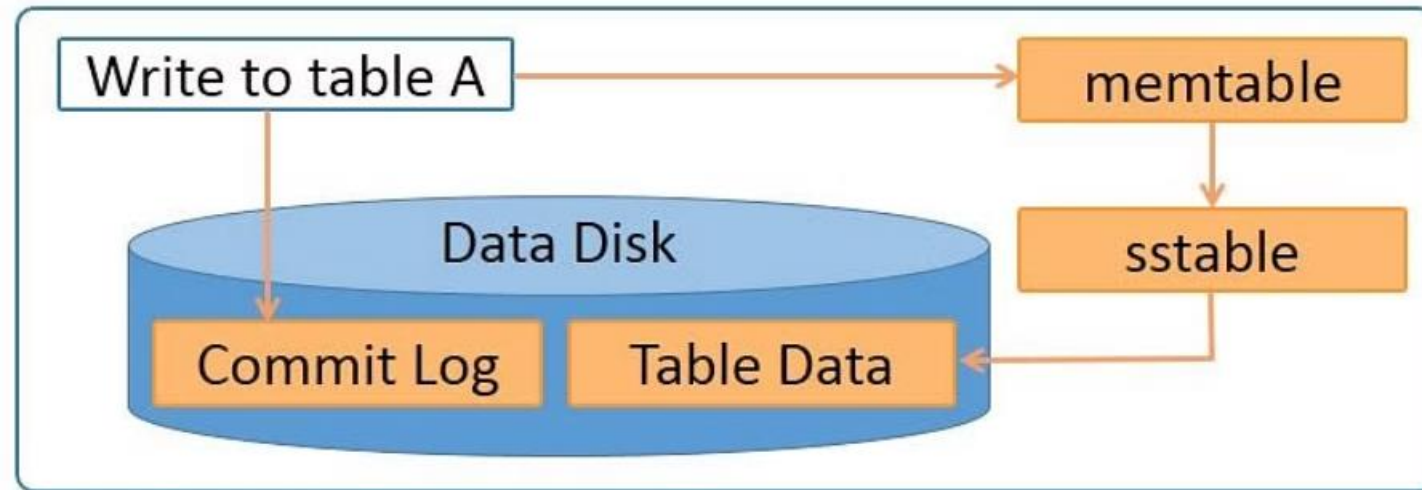 Write to table A
memtable
Data Disk
sstable
Commit Log
Table Data